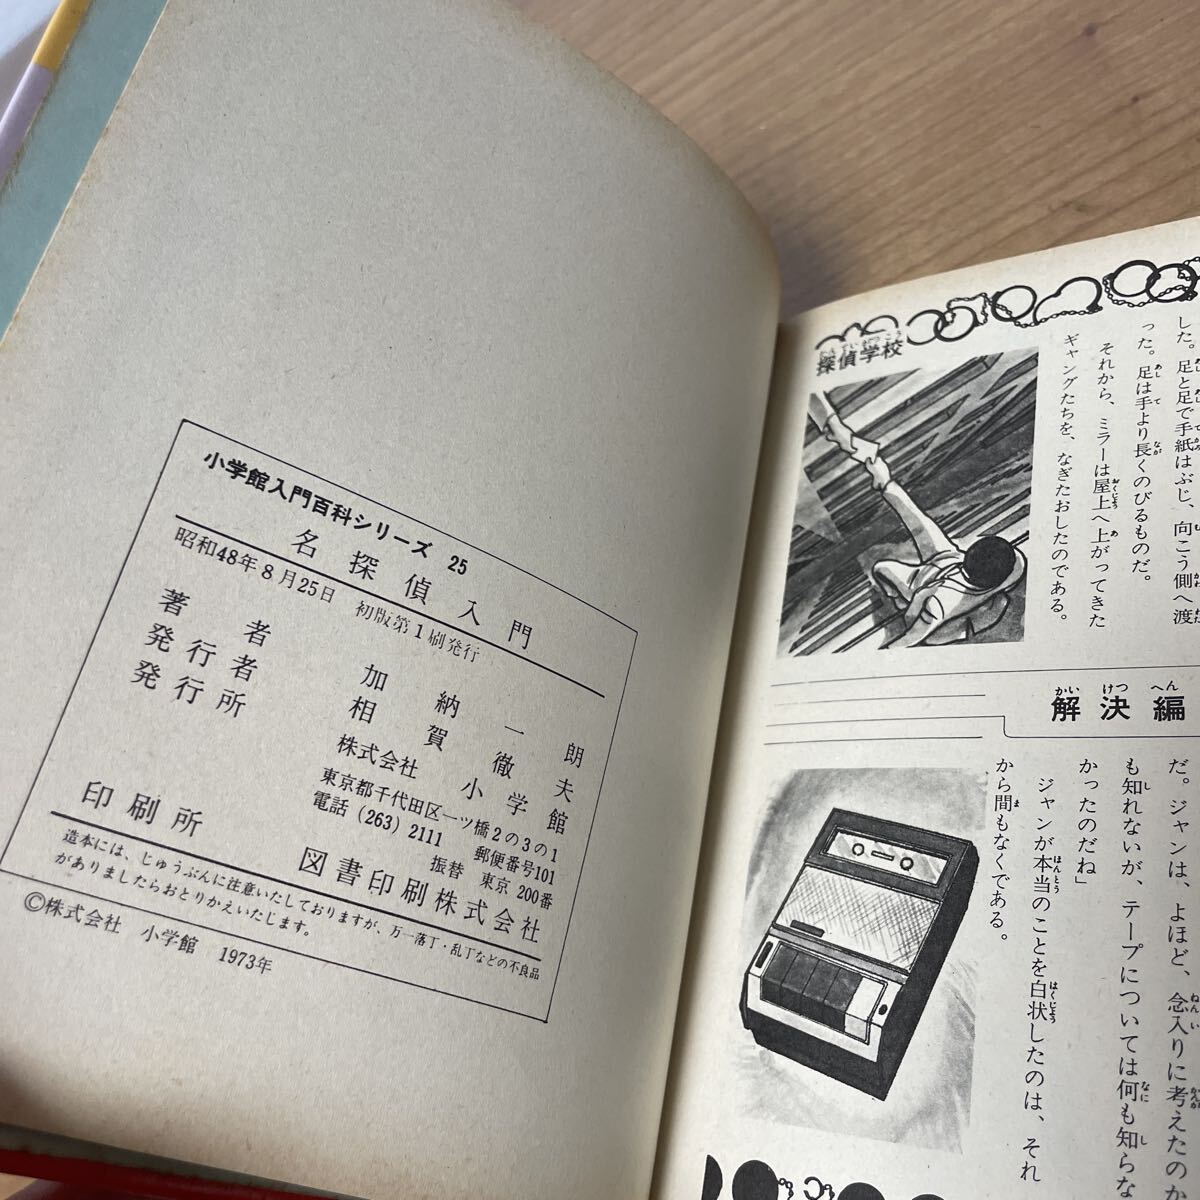 小学館入門百科シリーズ 25
名探偵入門
昭和48年8月25日 初版第1刷発行
著者 加納一朗
発行者 相賀徹夫
発行所 株式会社 小学館
東京都千代田区一ツ橋2の3の1
郵便番号101
電話 (263) 2111
振替 東京 200番
印刷所 図書印刷株式会社
造本には、じゅうぶんに注意いたしておりますが、万一落丁・乱丁などの不良品
がありましたらおとりかえいたします。
©株式会社 小学館 1973年
探偵学校
した。足と足で手紙はぶじ、向こう側へ渡
った。足は手より長くのびるものだ。
それから、ミラーは屋上へ上がってきた
ギャングたちを、なぎたおしたのである。
解決編
だ。ジャンは、よほど、念入りに考えたのか
も知れないが、テープについては何も知らな
かったのだね」
ジャンが本当のことを白状したのは、それ
から間もなくである。